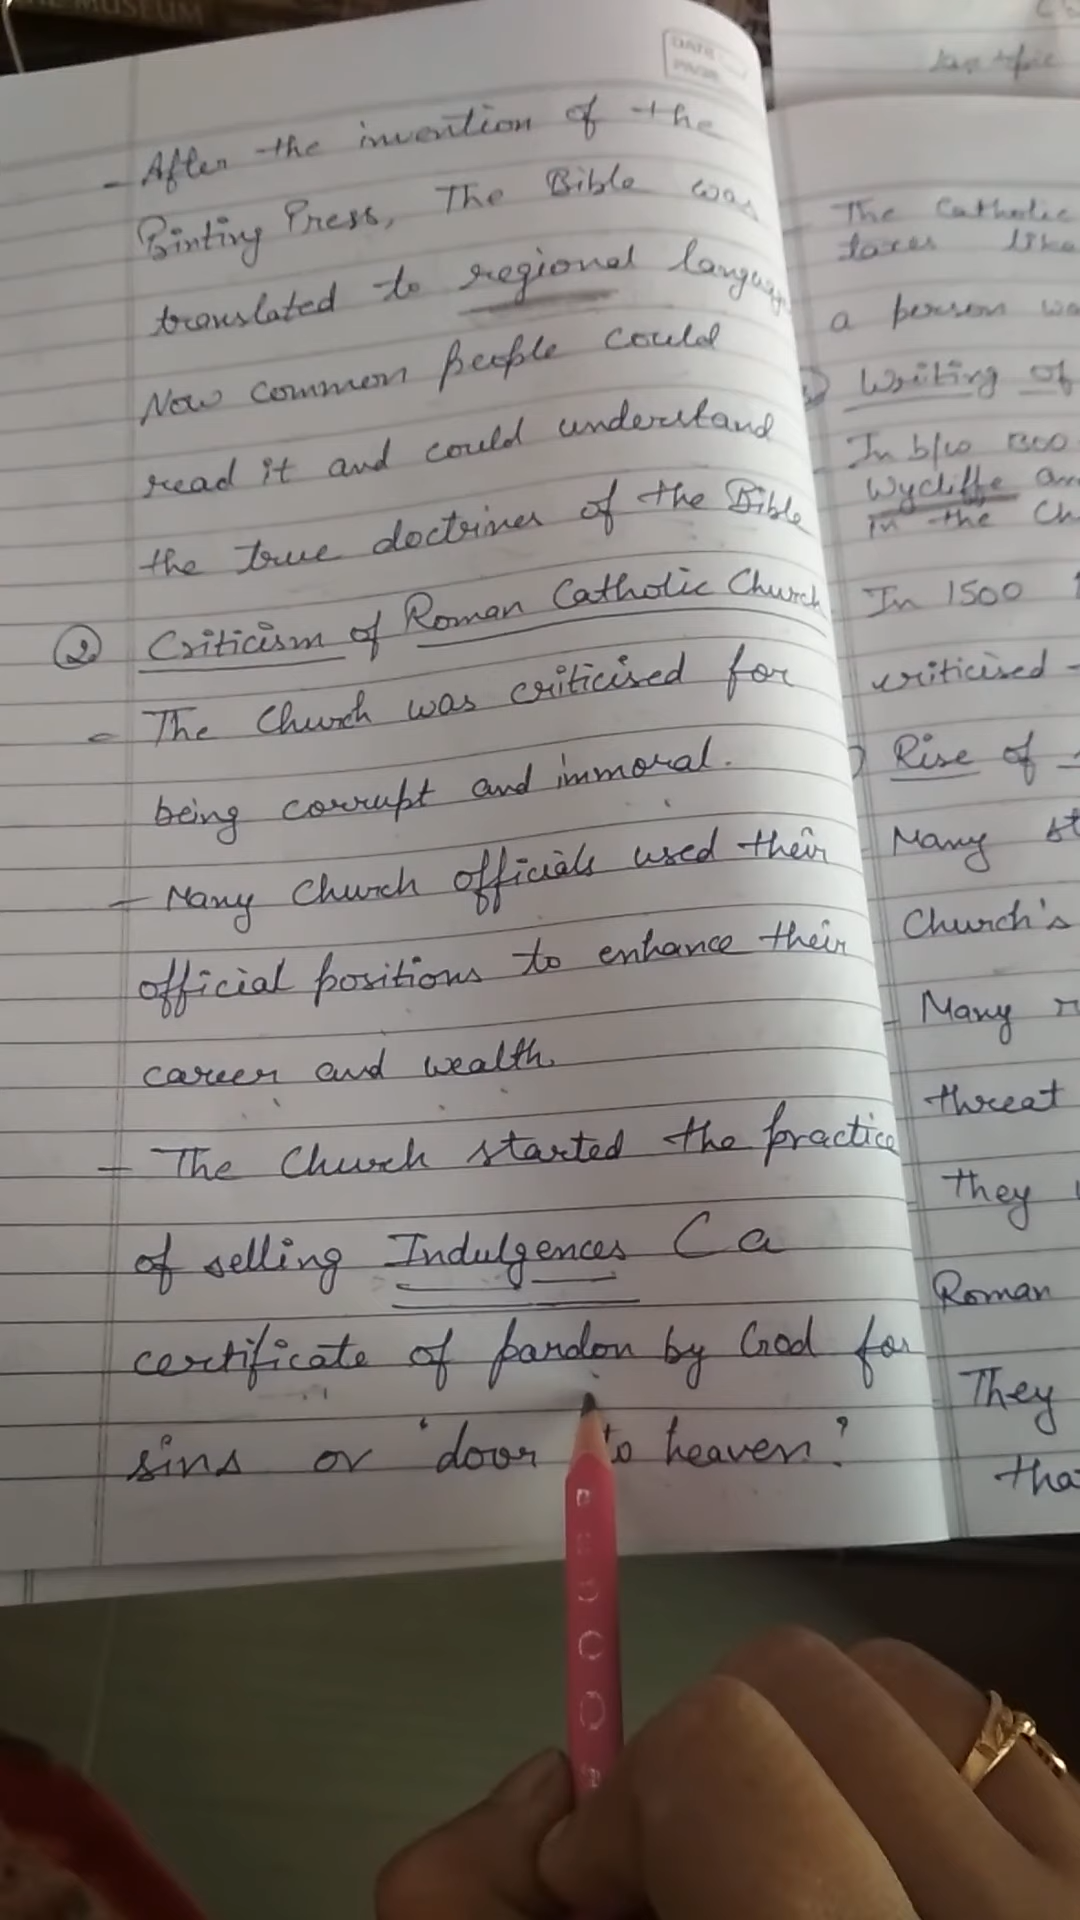 MUSEUM
DATE
PAGE
- After the invention of the
Printing Press, The Bible was
translated to regional
Now common people could
read it and could understand
the true doctrines of the Bible
② Criticism of Roman Catholic Church
- The Church was criticised for
being corrupt and immoral.
- Many Church officials used their
official positions to enhance their
career and wealth.
- The Church started the practice
of selling Indulgences ( a
certificate of pardon by God for
sins or 'door to heaven'
The Catholic
taxes like
a person
Writing of
In b/w 1300
Wycliffe
in the
In 1500
criticised -
Rise of
Many
Church's
Many
threat
they
Roman
They